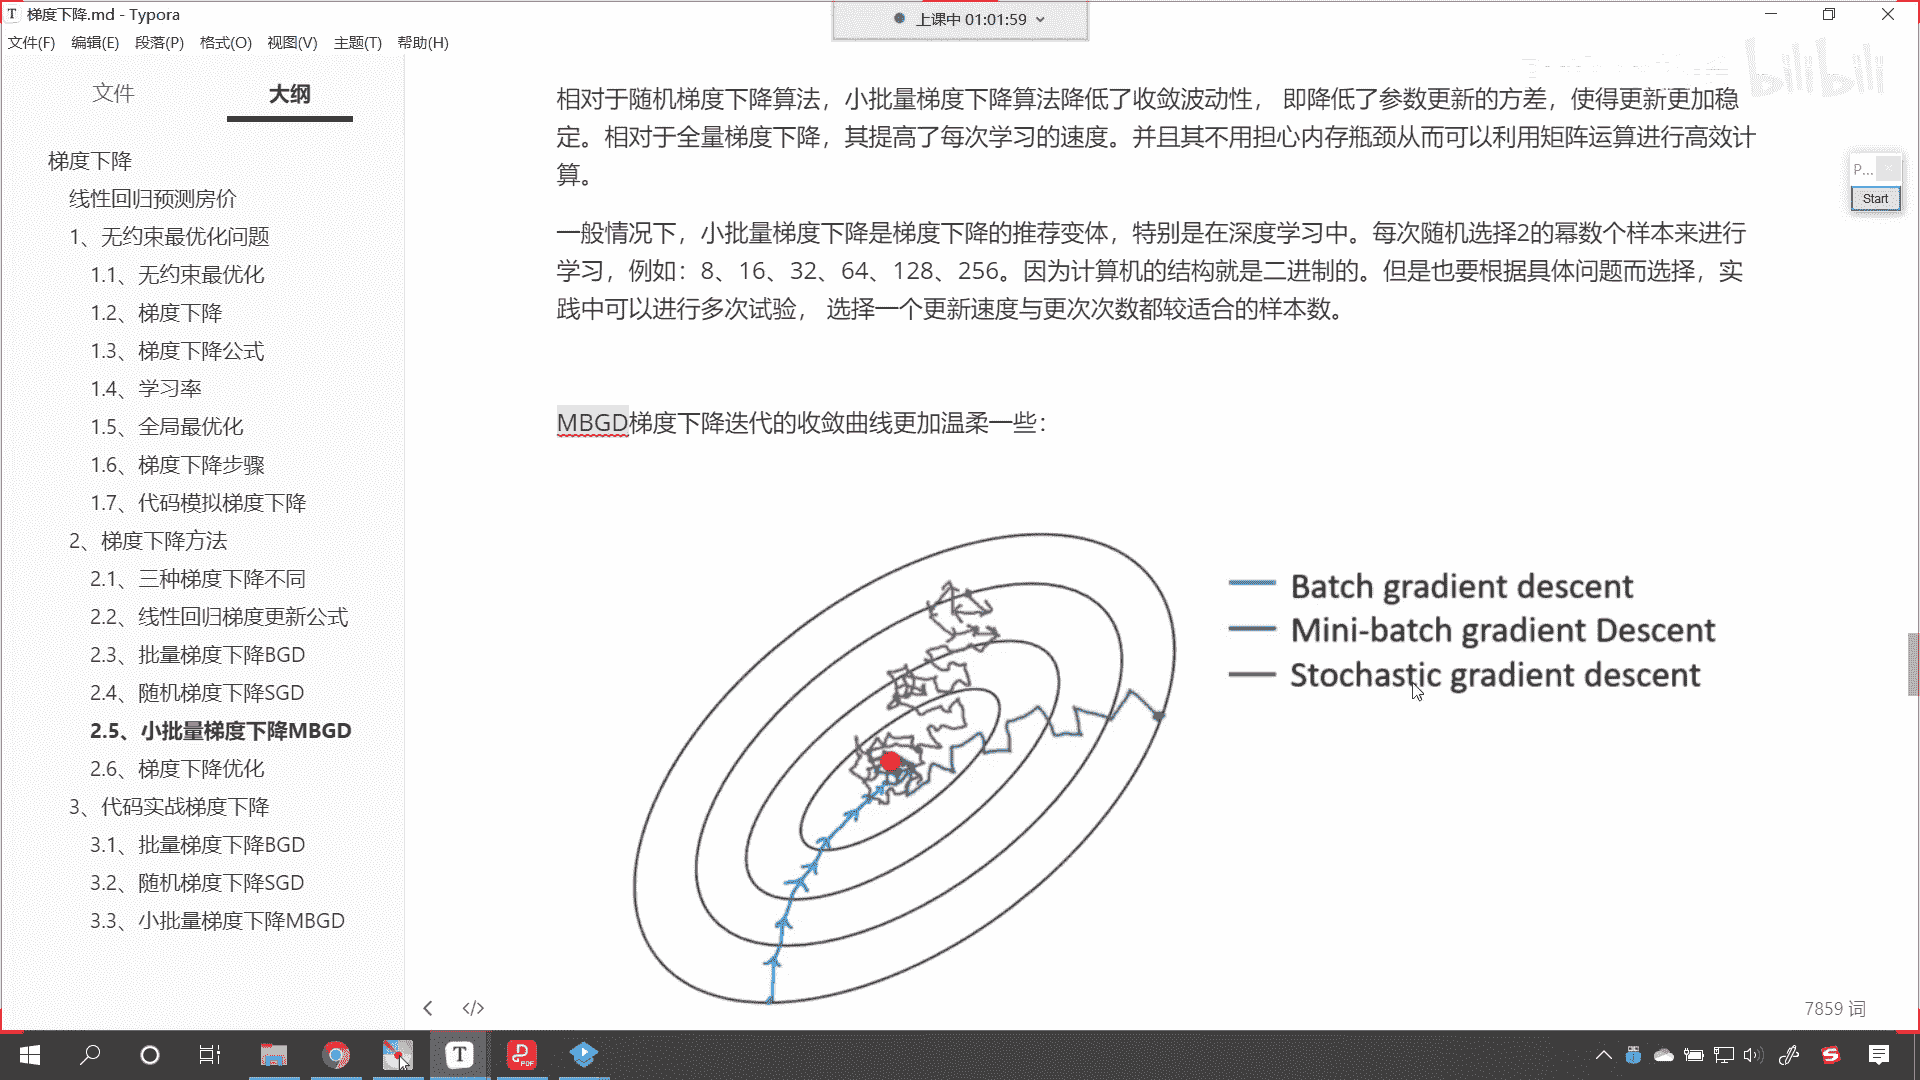 梯度下降.md - Typora
上课中 01:01:59
文件(F) 编辑(E) 段落(P) 格式(O) 视图(V) 主题(T) 帮助(H)
文件 大纲
梯度下降
线性回归预测房价
1、无约束最优化问题
1.1、无约束最优化
1.2、梯度下降
1.3、梯度下降公式
1.4、学习率
1.5、全局最优化
1.6、梯度下降步骤
1.7、代码模拟梯度下降
2、梯度下降方法
2.1、三种梯度下降不同
2.2、线性回归梯度更新公式
2.3、批量梯度下降BGD
2.4、随机梯度下降SGD
2.5、小批量梯度下降MBGD
2.6、梯度下降优化
3、代码实战梯度下降
3.1、批量梯度下降BGD
3.2、随机梯度下降SGD
3.3、小批量梯度下降MBGD
bilibili
相对于随机梯度下降算法，小批量梯度下降算法降低了收敛波动性， 即降低了参数更新的方差，使得更新更加稳
定。相对于全量梯度下降，其提高了每次学习的速度。并且其不用担心内存瓶颈从而可以利用矩阵运算进行高效计
算。
一般情况下，小批量梯度下降是梯度下降的推荐变体，特别是在深度学习中。每次随机选择2的幂数个样本来进行
学习，例如：8、16、32、64、128、256。因为计算机的结构就是二进制的。但是也要根据具体问题而选择，实
践中可以进行多次试验， 选择一个更新速度与更次次数都较适合的样本数。
MBGD梯度下降迭代的收敛曲线更加温柔一些：
Batch gradient descent
Mini-batch gradient Descent
Stochastic gradient descent
P...
Start
7859 词